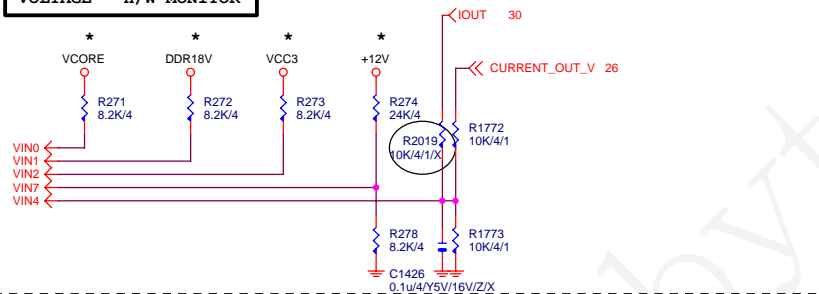 VOLTAGE H/W MONITOR
IOUT 30
* * * *
VCORE DDR18V VCC3 +12V
CURRENT_OUT_V 26
R271
8.2K/4
R272
8.2K/4
R273
8.2K/4
R274
24K/4
R2019
10K/4/1/X
R1772
10K/4/1
VIN0
VIN1
VIN2
VIN7
VIN4
R278
8.2K/4
R1773
10K/4/1
C1426
0.1u/4/Y5V/16V/Z/X